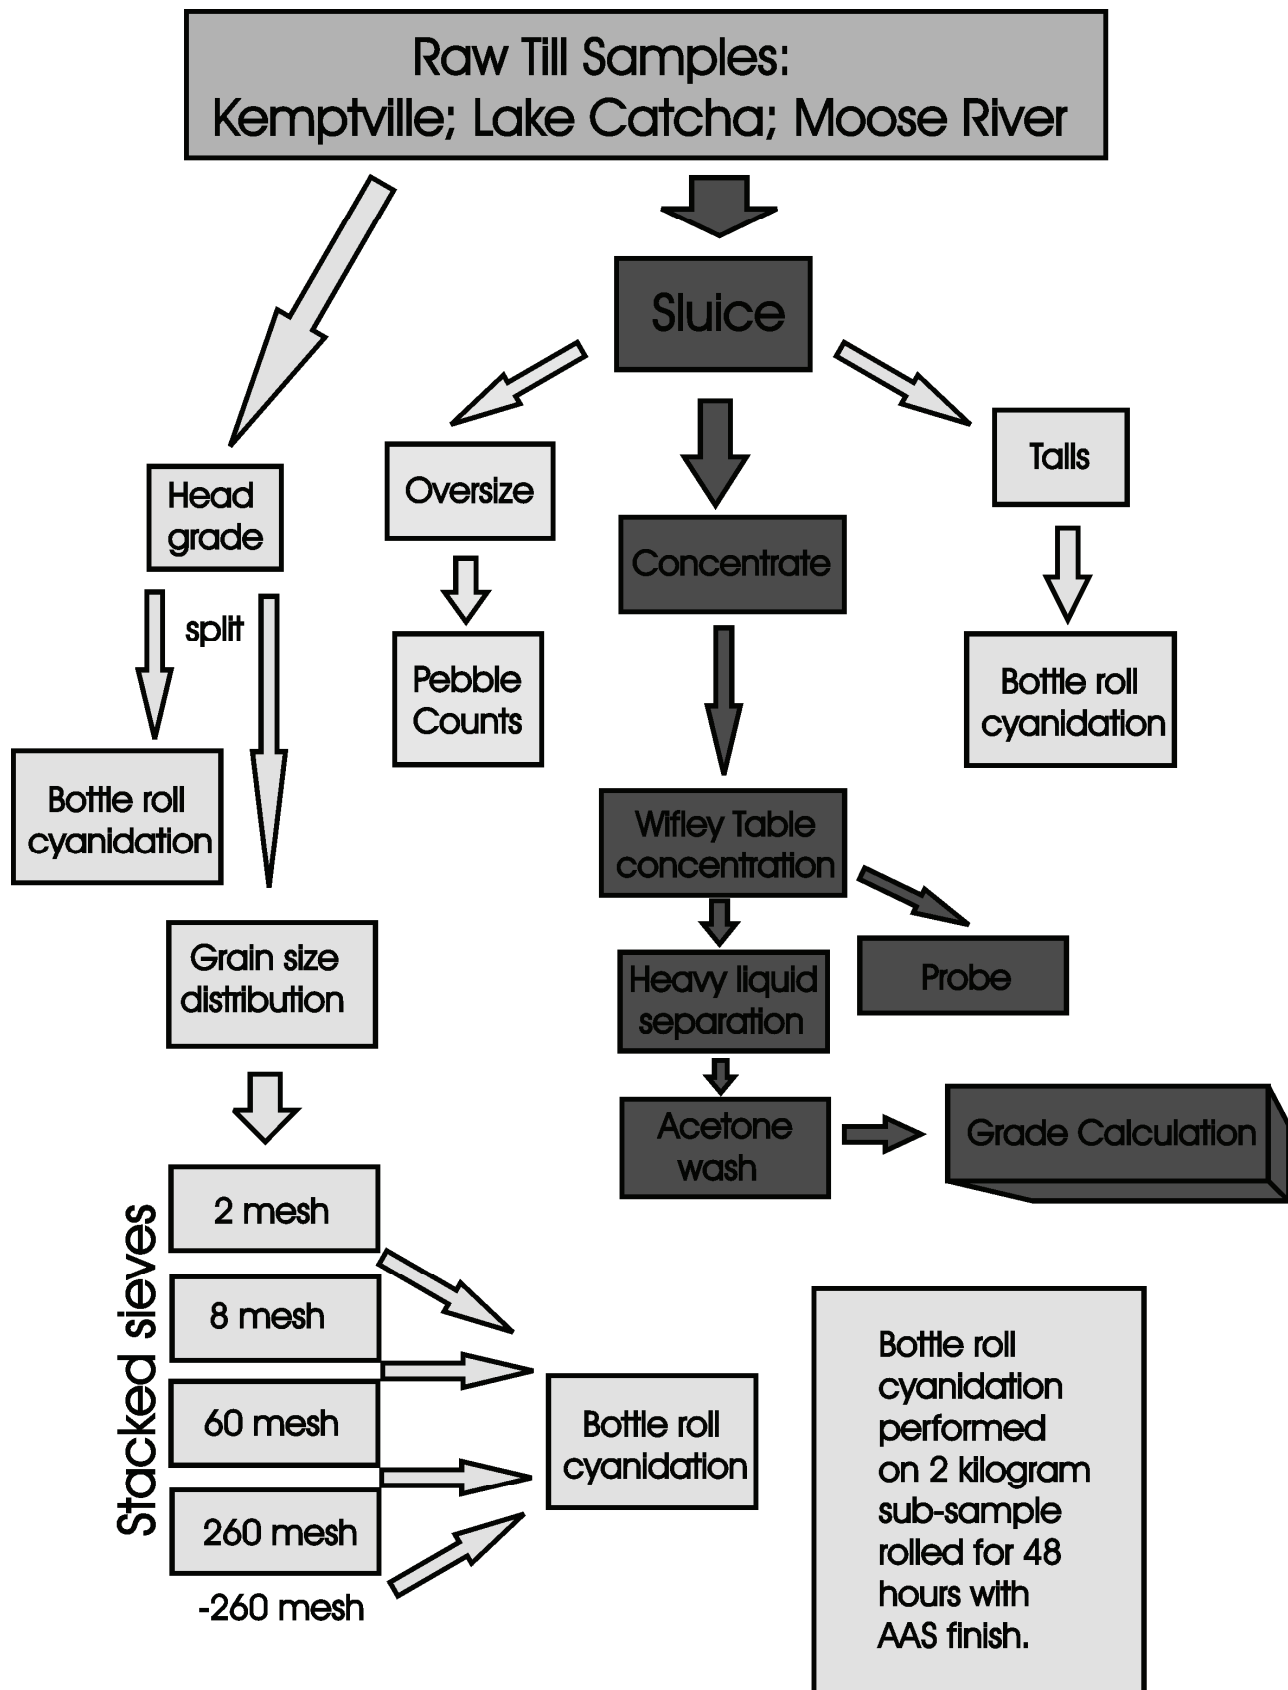 Raw Till Samples:
Kemptville; Lake Catcha; Moose River
Sluice
Head
grade
Oversize
Concentrate
Talls
split
Pebble
Counts
Bottle roll
cyanidation
Bottle roll
cyanidation
Wifley Table
concentration
Grain size
distribution
Heavy liquid
separation
Probe
Acetone
wash
Grade Calculation
Stacked sieves
2 mesh
8 mesh
60 mesh
260 mesh
-260 mesh
Bottle roll
cyanidation
Bottle roll
cyanidation
performed
on 2 kilogram
sub-sample
rolled for 48
hours with
AAS finish.